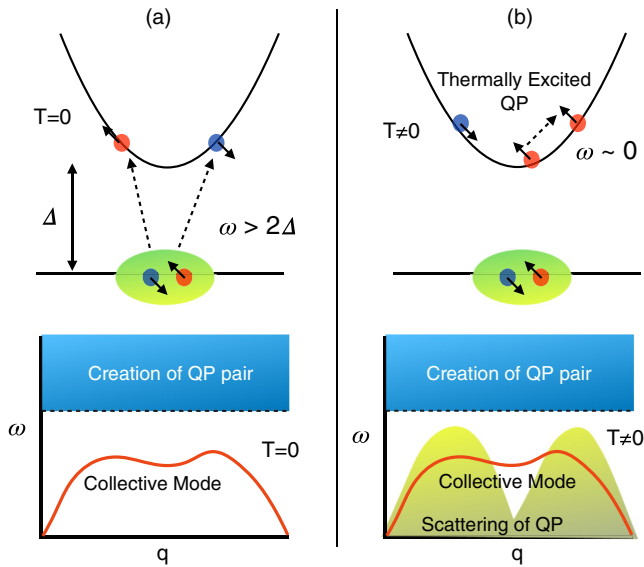 (a)
T=0
Δ
ω > 2Δ
Creation of QP pair
ω
T=0
Collective Mode
q
(b)
Thermally Excited
QP
T≠0
ω ~ 0
Creation of QP pair
ω
T≠0
Collective Mode
Scattering of QP
q